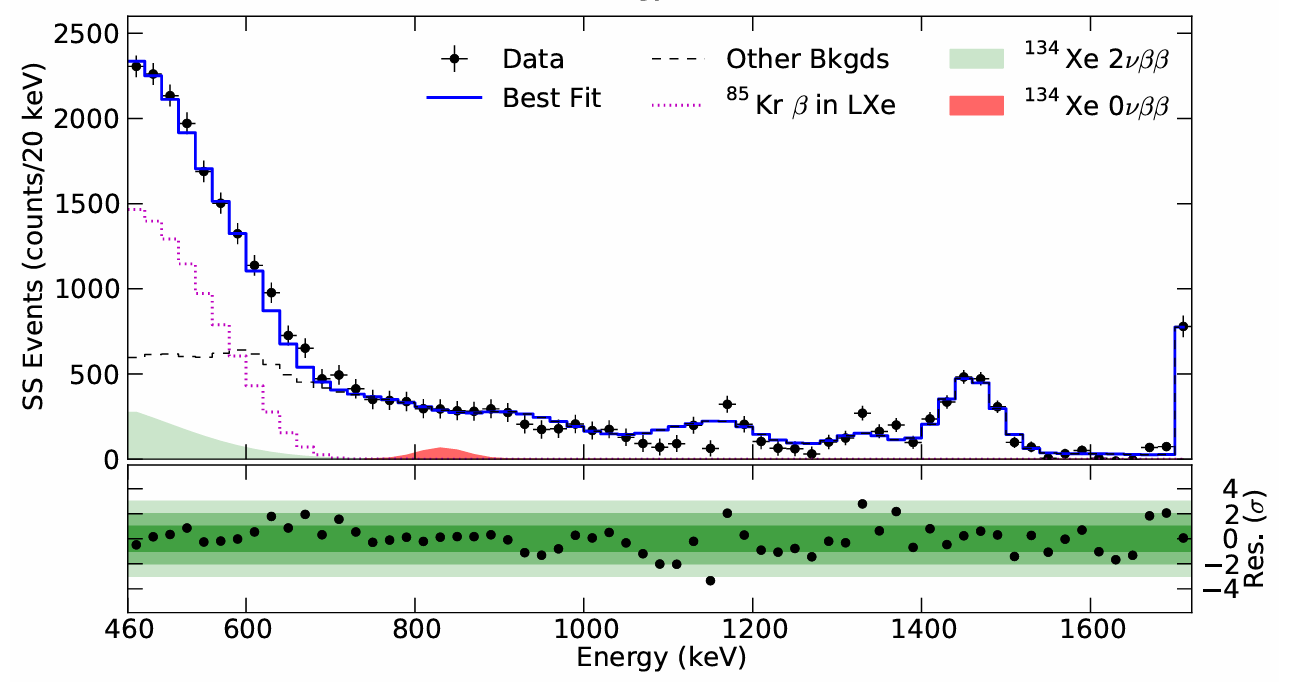 2500
2000
1500
1000
500
0
SS Events (counts/20 keV)
Data
Best Fit
Other Bkgds
⁸⁵Kr β in LXe
¹³⁴Xe 2νββ
¹³⁴Xe 0νββ
4
2
0
−2
−4
Res. (σ)
460 600 800 1000 1200 1400 1600
Energy (keV)